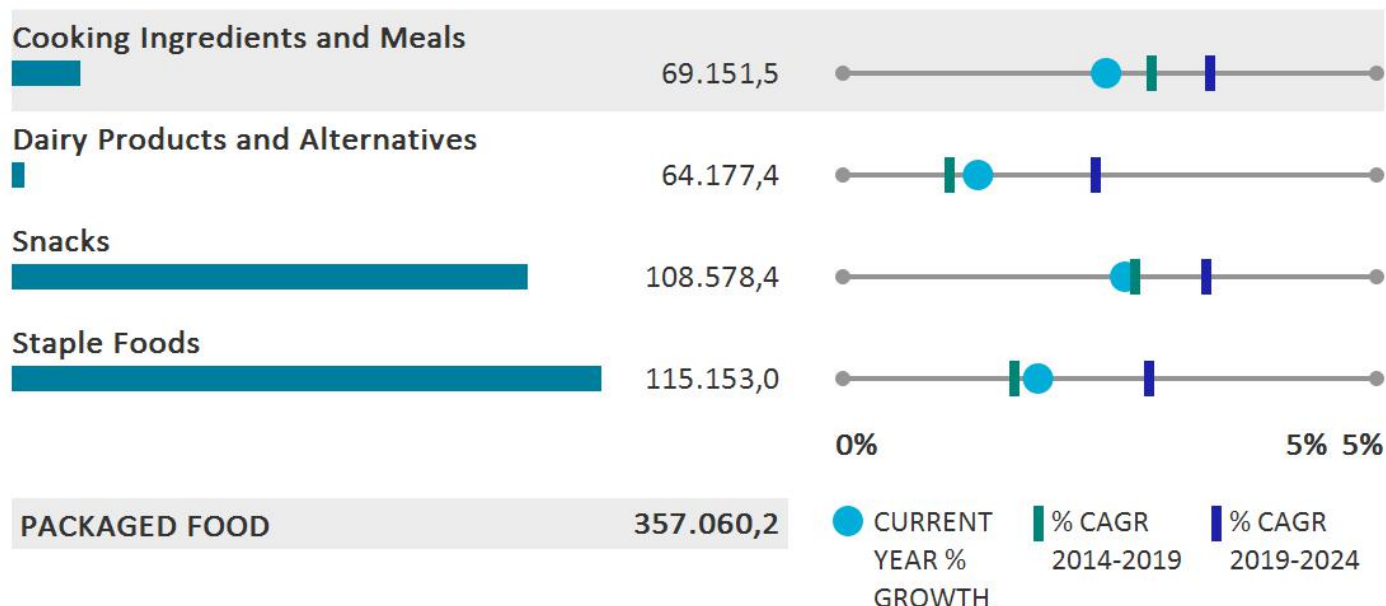 Cooking Ingredients and Meals
69.151,5
Dairy Products and Alternatives
64.177,4
Snacks
108.578,4
Staple Foods
115.153,0
0% 5% 5%
PACKAGED FOOD 357.060,2
CURRENT
YEAR %
GROWTH
% CAGR
2014-2019
% CAGR
2019-2024